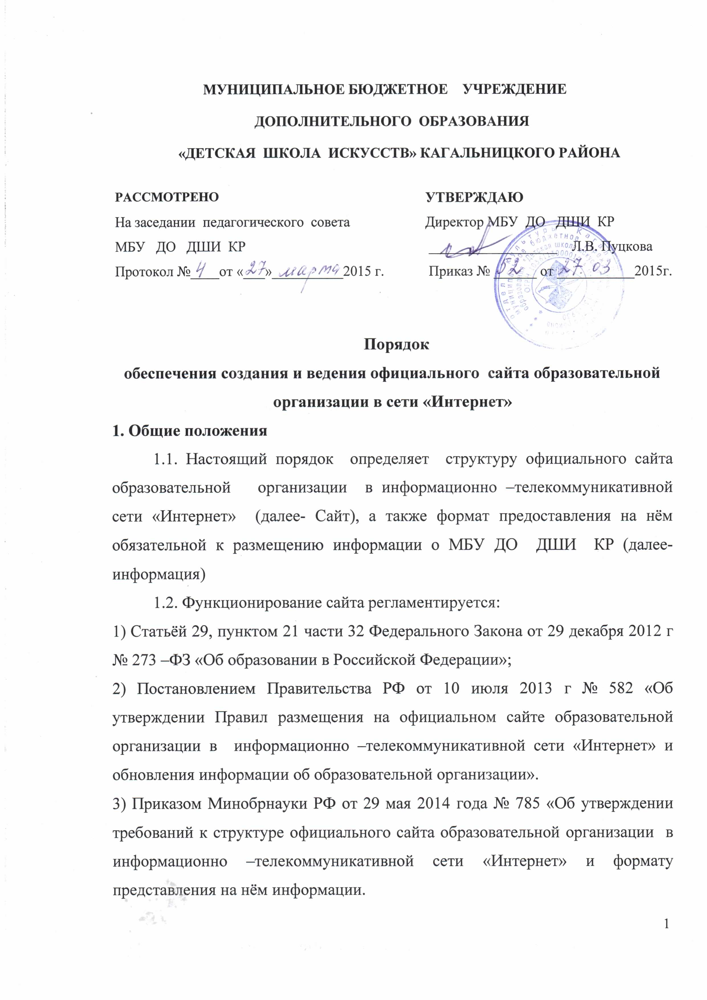 МУНИЦИПАЛЬНОЕ БЮДЖЕТНОЕ УЧРЕЖДЕНИЕ
ДОПОЛНИТЕЛЬНОГО ОБРАЗОВАНИЯ
«ДЕТСКАЯ ШКОЛА ИСКУССТВ» КАГАЛЬНИЦКОГО РАЙОНА
РАССМОТРЕНО
На заседании педагогического совета
МБУ ДО ДШИ КР
Протокол № 4 от «27» марта 2015 г.
УТВЕРЖДАЮ
Директор МБУ ДО ДШИ КР
Л.В. Пуцкова
Приказ № 52 от 27.03 2015г.
Порядок
обеспечения создания и ведения официального сайта образовательной
организации в сети «Интернет»
1. Общие положения
1.1. Настоящий порядок определяет структуру официального сайта
образовательной организации в информационно –телекоммуникативной
сети «Интернет» (далее- Сайт), а также формат предоставления на нём
обязательной к размещению информации о МБУ ДО ДШИ КР (далее-
информация)
1.2. Функционирование сайта регламентируется:
1) Статьёй 29, пунктом 21 части 32 Федерального Закона от 29 декабря 2012 г
№ 273 –ФЗ «Об образовании в Российской Федерации»;
2) Постановлением Правительства РФ от 10 июля 2013 г № 582 «Об
утверждении Правил размещения на официальном сайте образовательной
организации в информационно –телекоммуникативной сети «Интернет» и
обновления информации об образовательной организации».
3) Приказом Минобрнауки РФ от 29 мая 2014 года № 785 «Об утверждении
требований к структуре официального сайта образовательной организации в
информационно –телекоммуникативной сети «Интернет» и формату
представления на нём информации.
1